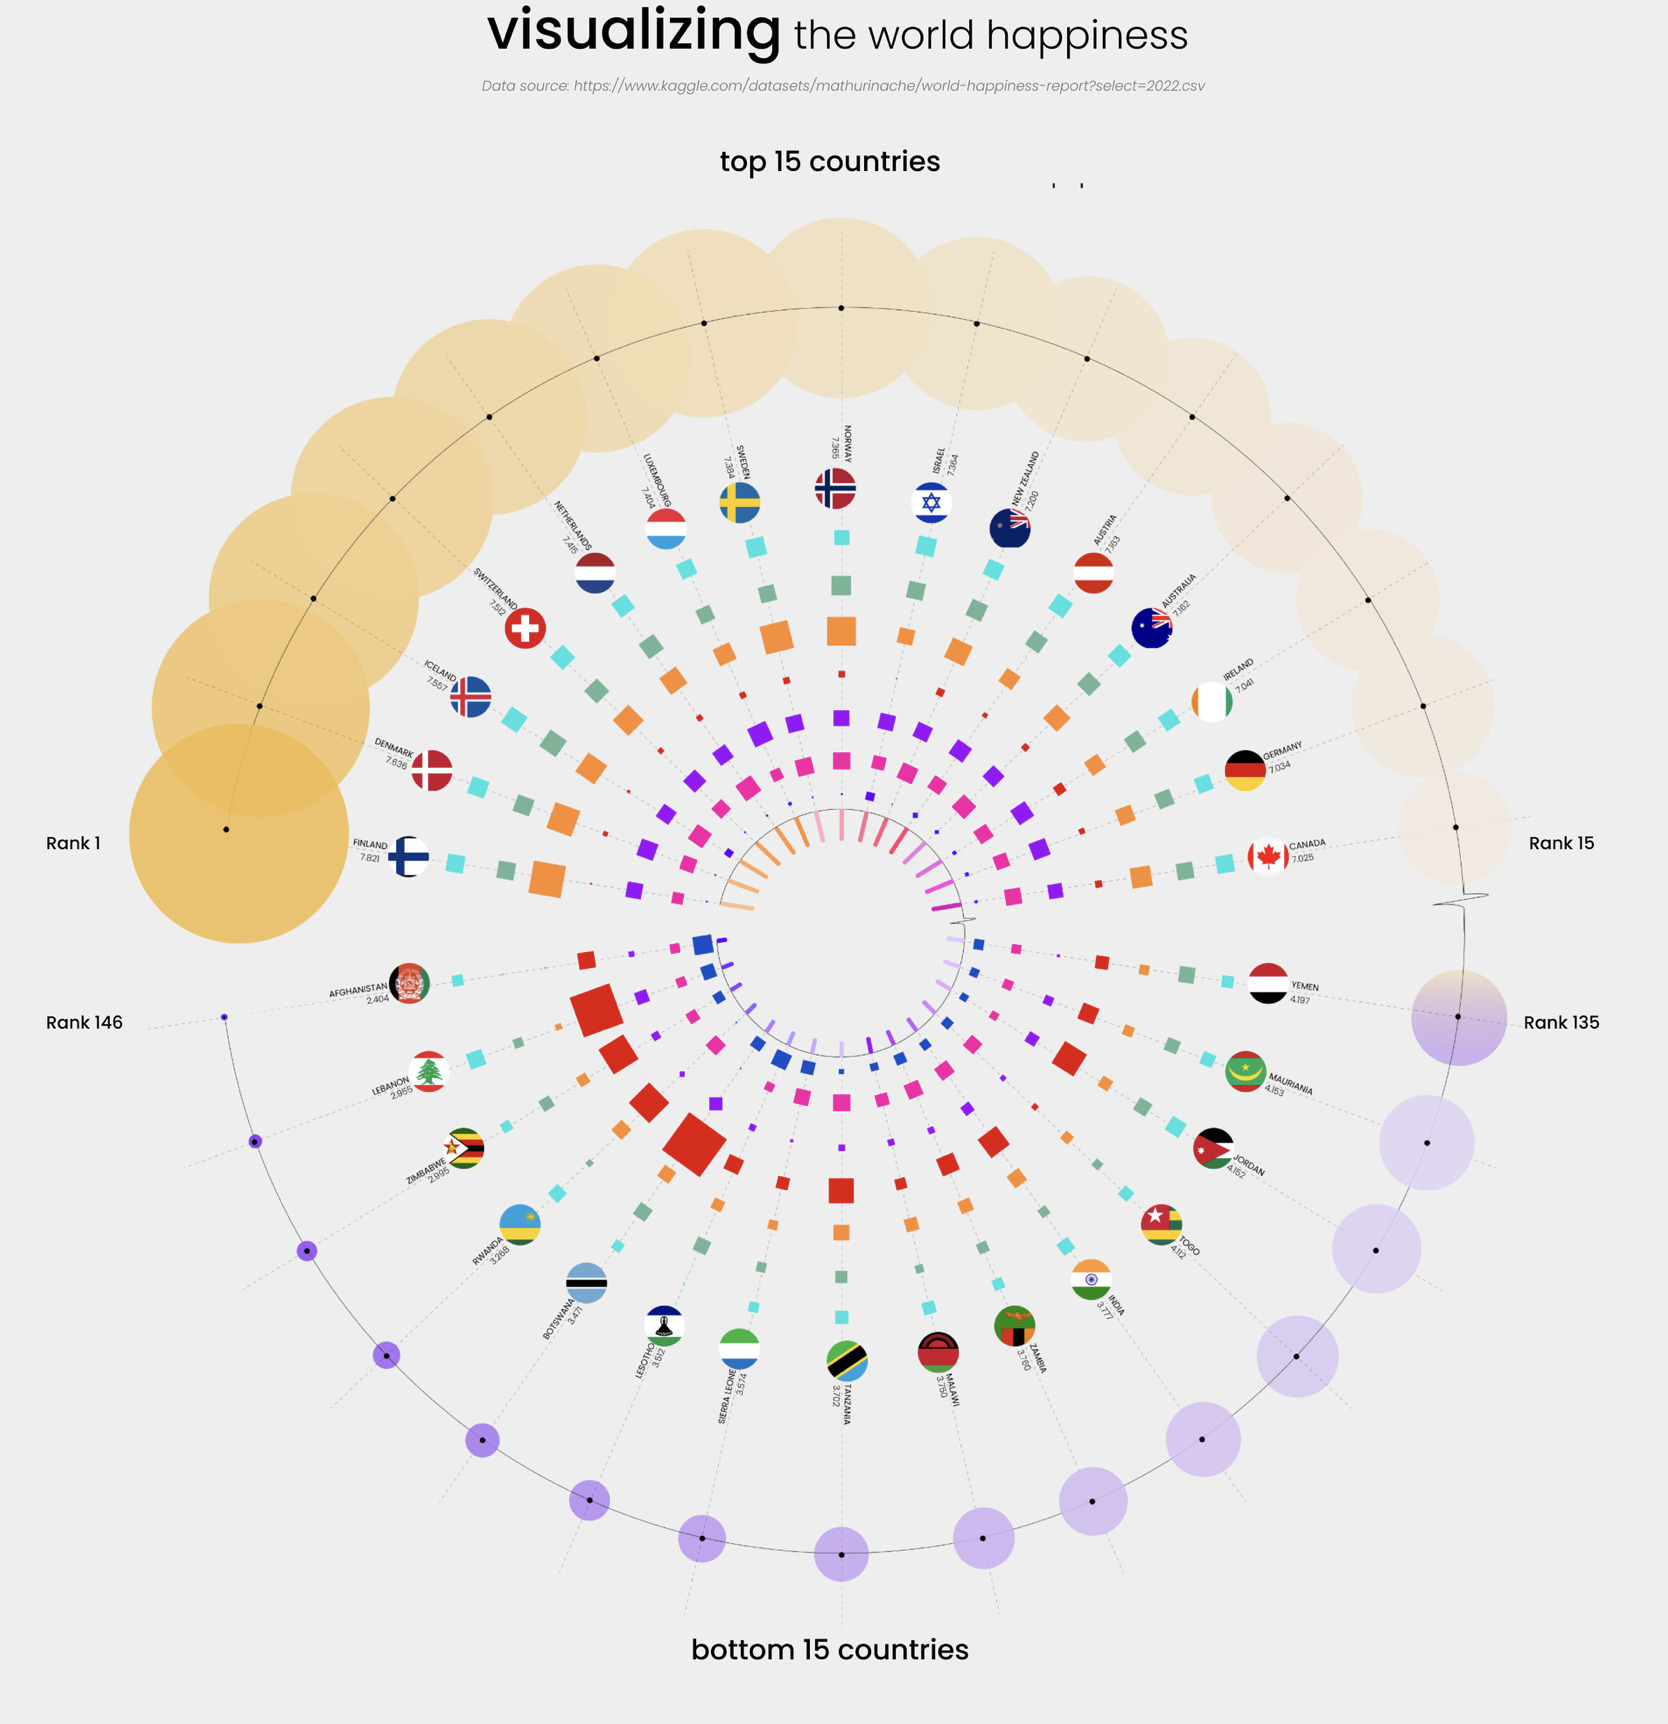 visualizing the world happiness
Data source: https://www.kaggle.com/datasets/mathurinache/world-happiness-report?select=2022.csv
top 15 countries
Rank 1
FINLAND
7.821
DENMARK
7.636
ICELAND
7.557
SWITZERLAND
7.512
NETHERLANDS
7.415
LUXEMBOURG
7.404
SWEDEN
7.384
NORWAY
7.365
ISRAEL
7.364
NEW ZEALAND
7.200
AUSTRIA
7.163
AUSTRALIA
7.162
IRELAND
7.041
GERMANY
7.034
CANADA
7.025
Rank 15
YEMEN
4.197
Rank 135
MAURIANIA
4.153
JORDAN
4.152
TOGO
4.112
INDIA
3.777
ZAMBIA
3.760
MALAWI
3.750
TANZANIA
3.702
SIERRA LEONE
3.574
LESOTHO
3.512
BOTSWANA
3.471
RWANDA
3.268
ZIMBABWE
2.995
LEBANON
2.955
AFGHANISTAN
2.404
Rank 146
bottom 15 countries